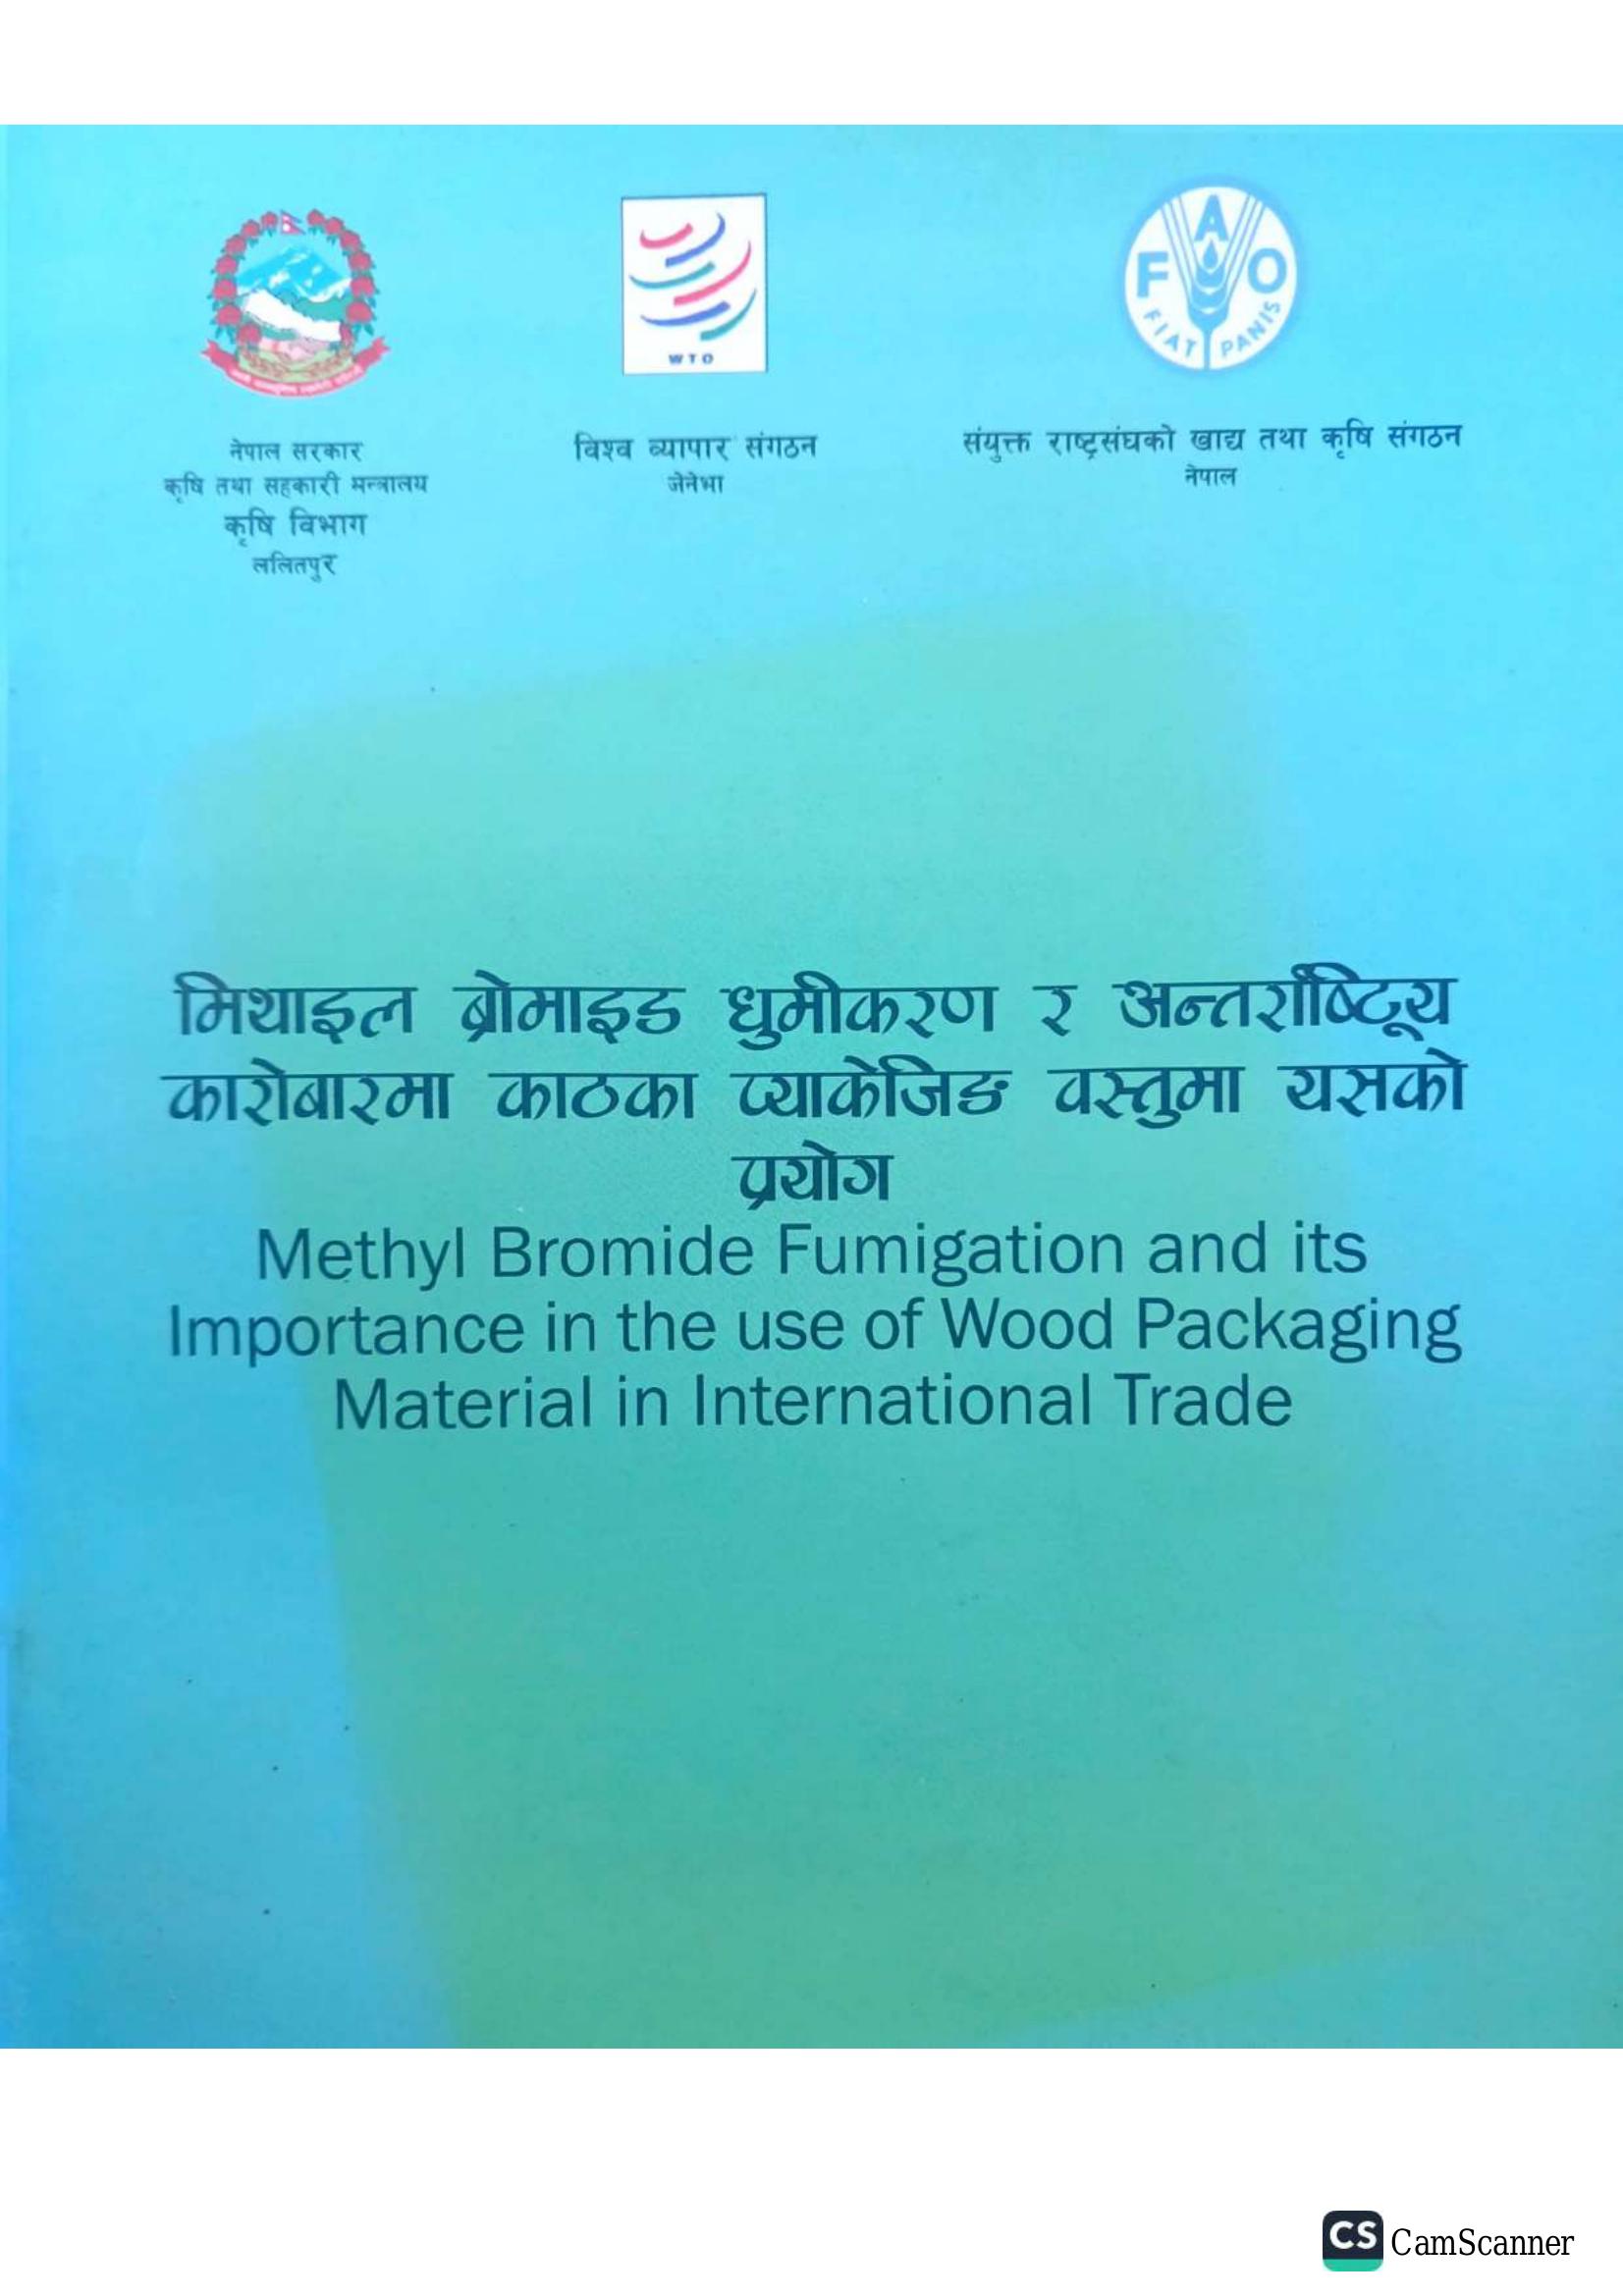 नेपाल सरकार
कृषि तथा सहकारी मन्त्रालय
कृषि विभाग
ललितपुर
WTO
विश्व व्यापार संगठन
जेनेभा
FAO
FIAT PANIS
संयुक्त राष्ट्रसंघको खाद्य तथा कृषि संगठन
नेपाल
मिथाइल ब्रोमाइड धुमीकरण र अन्तर्राष्ट्रिय
कारोबारमा काठका प्याकेजिङ वस्तुमा यसको
प्रयोग
Methyl Bromide Fumigation and its
Importance in the use of Wood Packaging
Material in International Trade
CS CamScanner